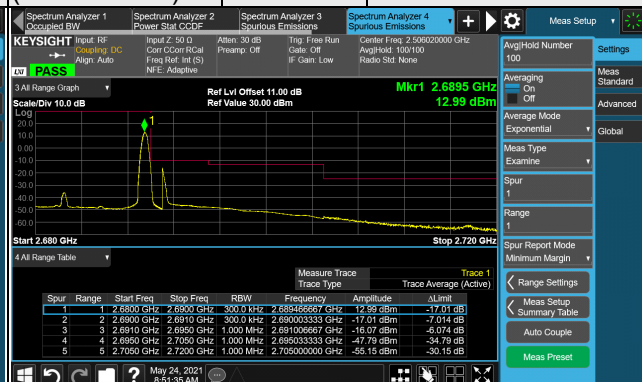 Spectrum Analyzer 1
Occupied BW
Spectrum Analyzer 2
Power Stat CCDF
Spectrum Analyzer 3
Spurious Emissions
Spectrum Analyzer 4
Spurious Emissions
Meas Setup
KEYSIGHT
Input: RF
Coupling: DC
Align: Auto
Input Z: 50 Ω
Corr CCorr RCal
Freq Ref: Int (S)
NFE: Adaptive
Atten: 30 dB
Preamp: Off
Trig: Free Run
Gate: Off
IF Gain: Low
Center Freq: 2.506020000 GHz
Avg|Hold: 100/100
Radio Std: None
LXI PASS
3 All Range Graph
Scale/Div 10.0 dB
Ref Lvl Offset 11.00 dB
Ref Value 30.00 dBm
Mkr1 2.6895 GHz
12.99 dBm
Log
20.0
10.0
0.00
-10.0
-20.0
-30.0
-40.0
-50.0
-60.0
1
Start 2.680 GHz
Stop 2.720 GHz
4 All Range Table
Measure Trace Trace 1
Trace Type Trace Average (Active)
Spur Range Start Freq Stop Freq RBW Frequency Amplitude ΔLimit
1 1 2.6800 GHz 2.6900 GHz 300.0 kHz 2.689466667 GHz 12.99 dBm -17.01 dB
2 2 2.6900 GHz 2.6910 GHz 300.0 kHz 2.690003333 GHz -17.01 dBm -7.014 dB
3 3 2.6910 GHz 2.6950 GHz 1.000 MHz 2.691006667 GHz -16.07 dBm -6.074 dB
4 4 2.6950 GHz 2.7050 GHz 1.000 MHz 2.695033333 GHz -47.79 dBm -34.79 dB
5 5 2.7050 GHz 2.7200 GHz 1.000 MHz 2.705000000 GHz -55.15 dBm -30.15 dB
Avg|Hold Number
100
Averaging
On
Off
Average Mode
Exponential
Meas Type
Examine
Spur
1
Range
1
Spur Report Mode
Minimum Margin
Range Settings
Meas Setup
Summary Table
Auto Couple
Meas Preset
Settings
Meas
Standard
Advanced
Global
May 24, 2021
8:51:35 AM